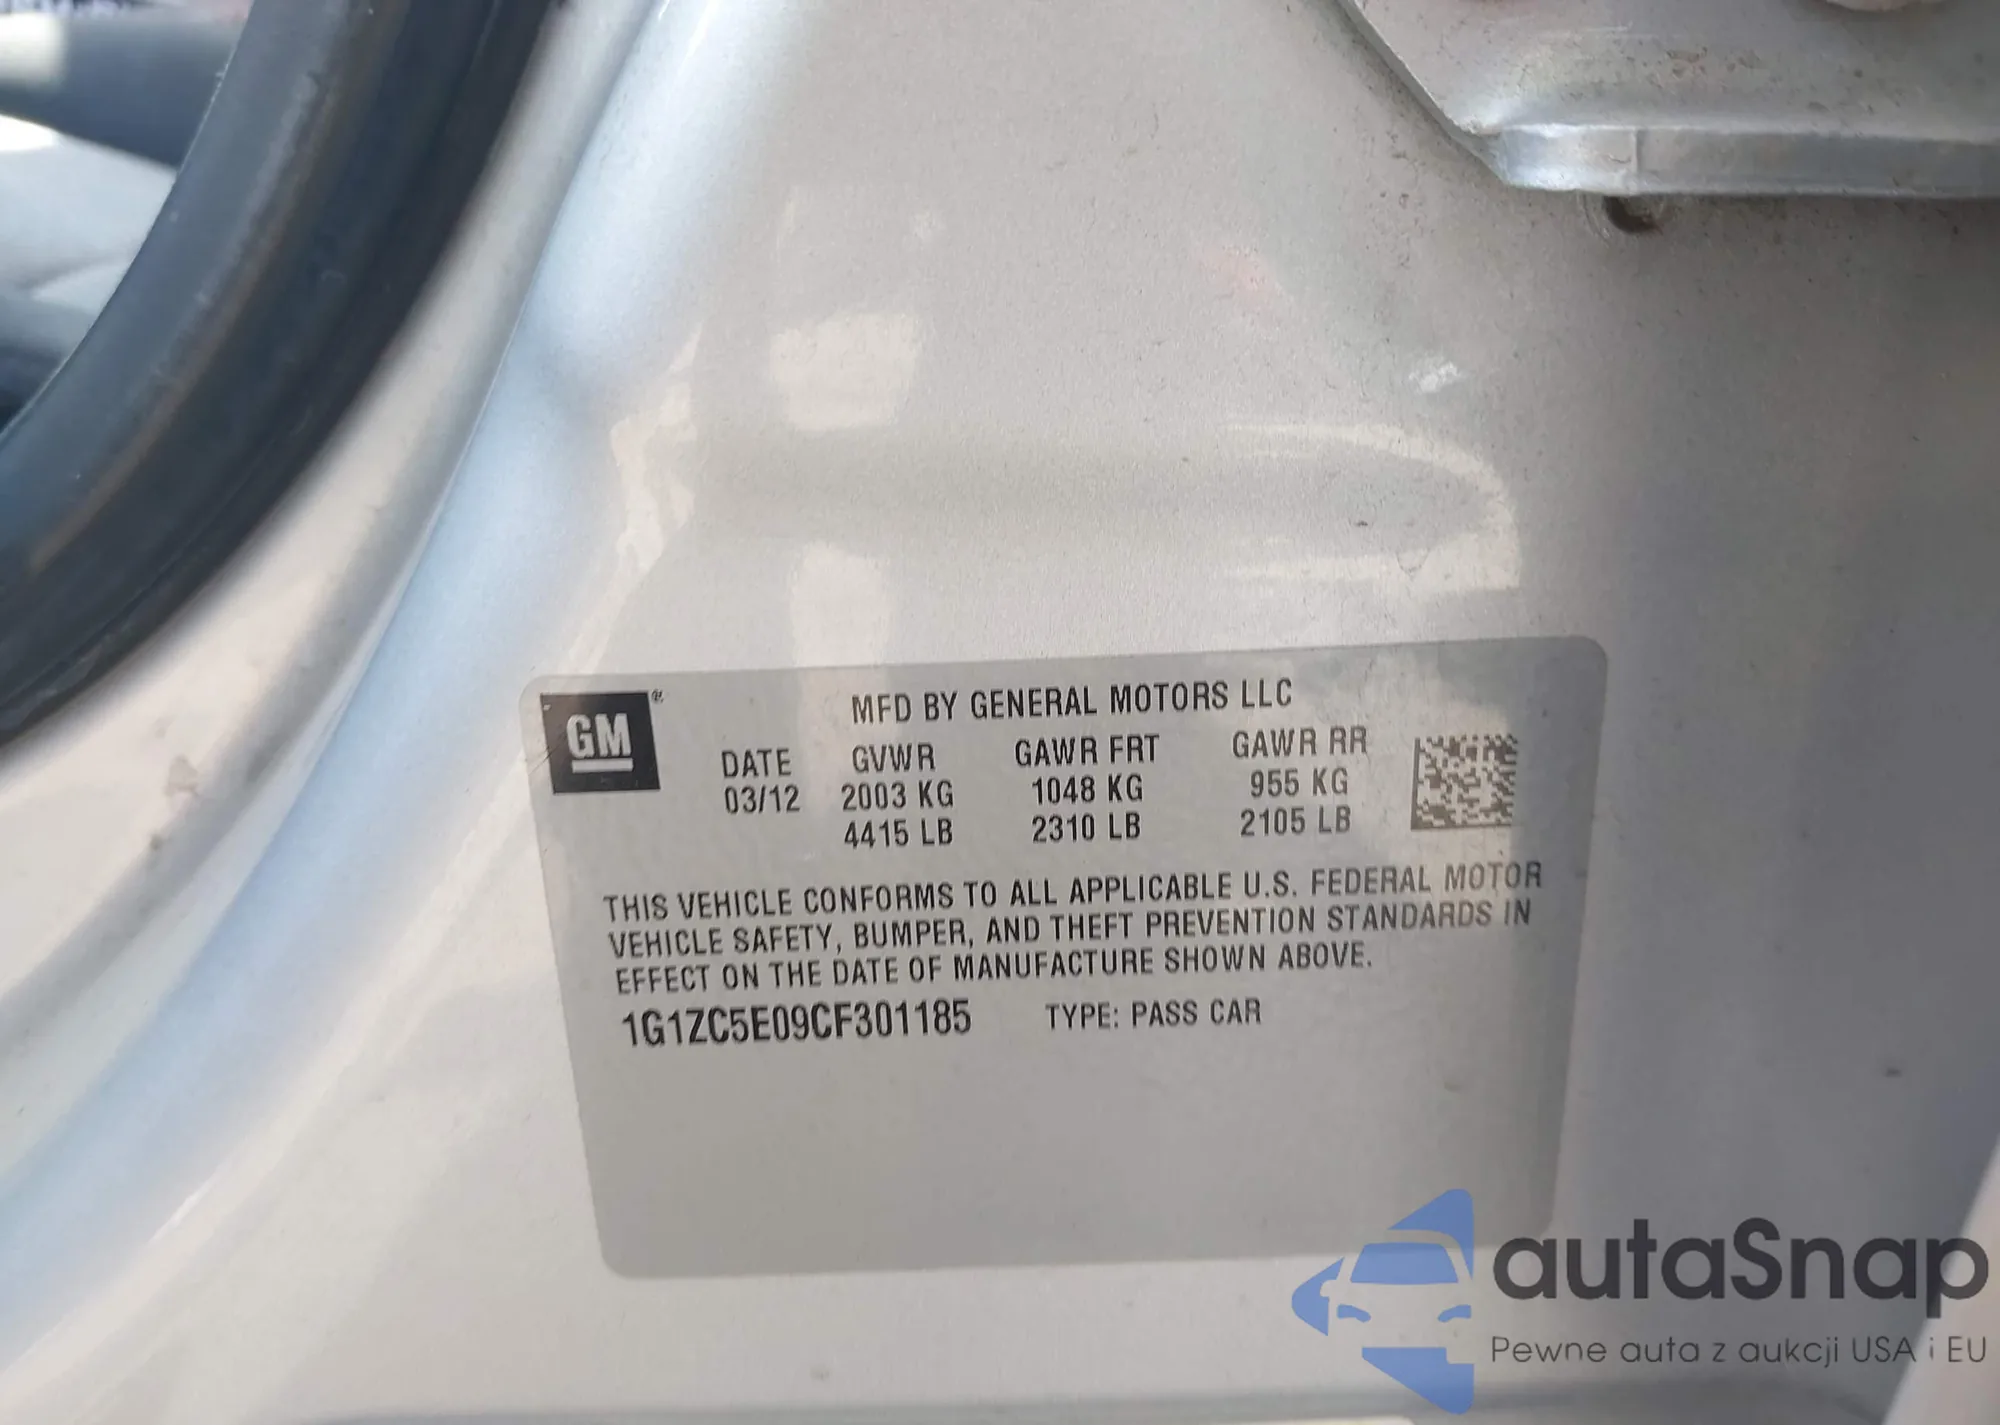 GM®
MFD BY GENERAL MOTORS LLC
DATE GVWR GAWR FRT GAWR RR
03/12 2003 KG 1048 KG 955 KG
4415 LB 2310 LB 2105 LB
THIS VEHICLE CONFORMS TO ALL APPLICABLE U.S. FEDERAL MOTOR
VEHICLE SAFETY, BUMPER, AND THEFT PREVENTION STANDARDS IN
EFFECT ON THE DATE OF MANUFACTURE SHOWN ABOVE.
1G1ZC5E09CF301185 TYPE: PASS CAR
autaSnap
Pewne auta z aukcji USA i EU